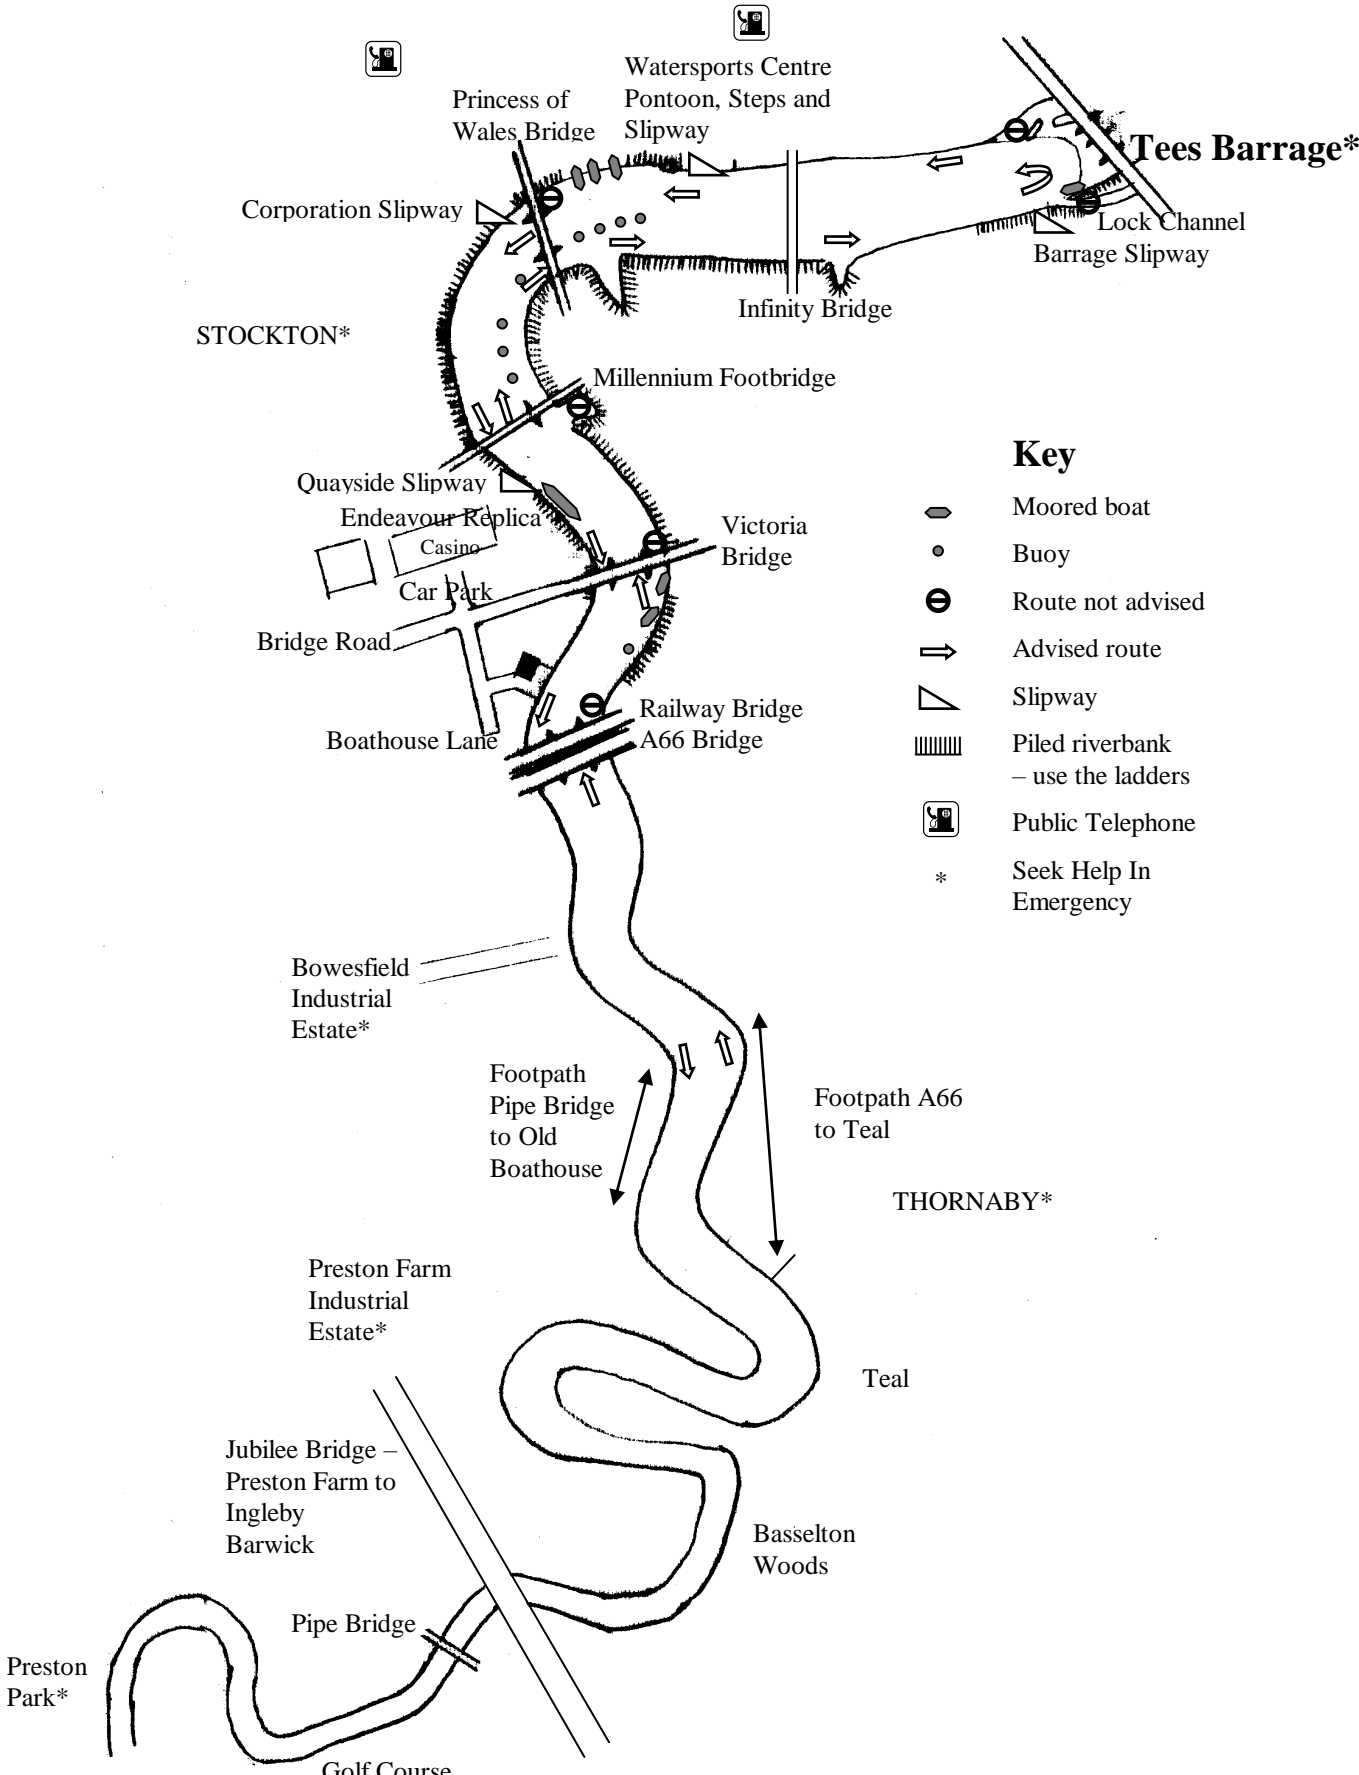 Watersports Centre
Pontoon, Steps and
Slipway
Princess of
Wales Bridge
Tees Barrage*
Corporation Slipway
Lock Channel
Barrage Slipway
Infinity Bridge
STOCKTON*
Millennium Footbridge
Key
Moored boat
Buoy
Route not advised
Advised route
Slipway
Piled riverbank
– use the ladders
Public Telephone
*
Seek Help In
Emergency
Quayside Slipway
Endeavour Replica
Casino
Car Park
Victoria
Bridge
Bridge Road
Railway Bridge
A66 Bridge
Boathouse Lane
Bowesfield
Industrial
Estate*
Footpath
Pipe Bridge
to Old
Boathouse
Footpath A66
to Teal
THORNABY*
Preston Farm
Industrial
Estate*
Teal
Jubilee Bridge –
Preston Farm to
Ingleby
Barwick
Basselton
Woods
Pipe Bridge
Preston
Park*
Golf Course